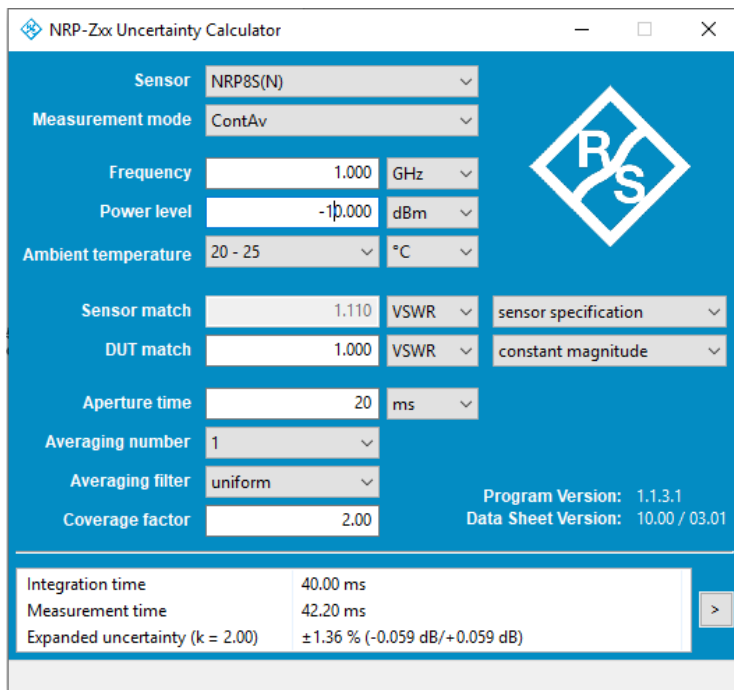 NRP-Zxx Uncertainty Calculator
Sensor NRP8S(N)
Measurement mode ContAv
R S
Frequency 1.000 GHz
Power level -10.000 dBm
Ambient temperature 20 - 25 °C
Sensor match 1.110 VSWR sensor specification
DUT match 1.000 VSWR constant magnitude
Aperture time 20 ms
Averaging number 1
Averaging filter uniform
Program Version: 1.1.3.1
Coverage factor 2.00
Data Sheet Version: 10.00 / 03.01
Integration time 40.00 ms
Measurement time 42.20 ms
Expanded uncertainty (k = 2.00) ±1.36 % (-0.059 dB/+0.059 dB)
>